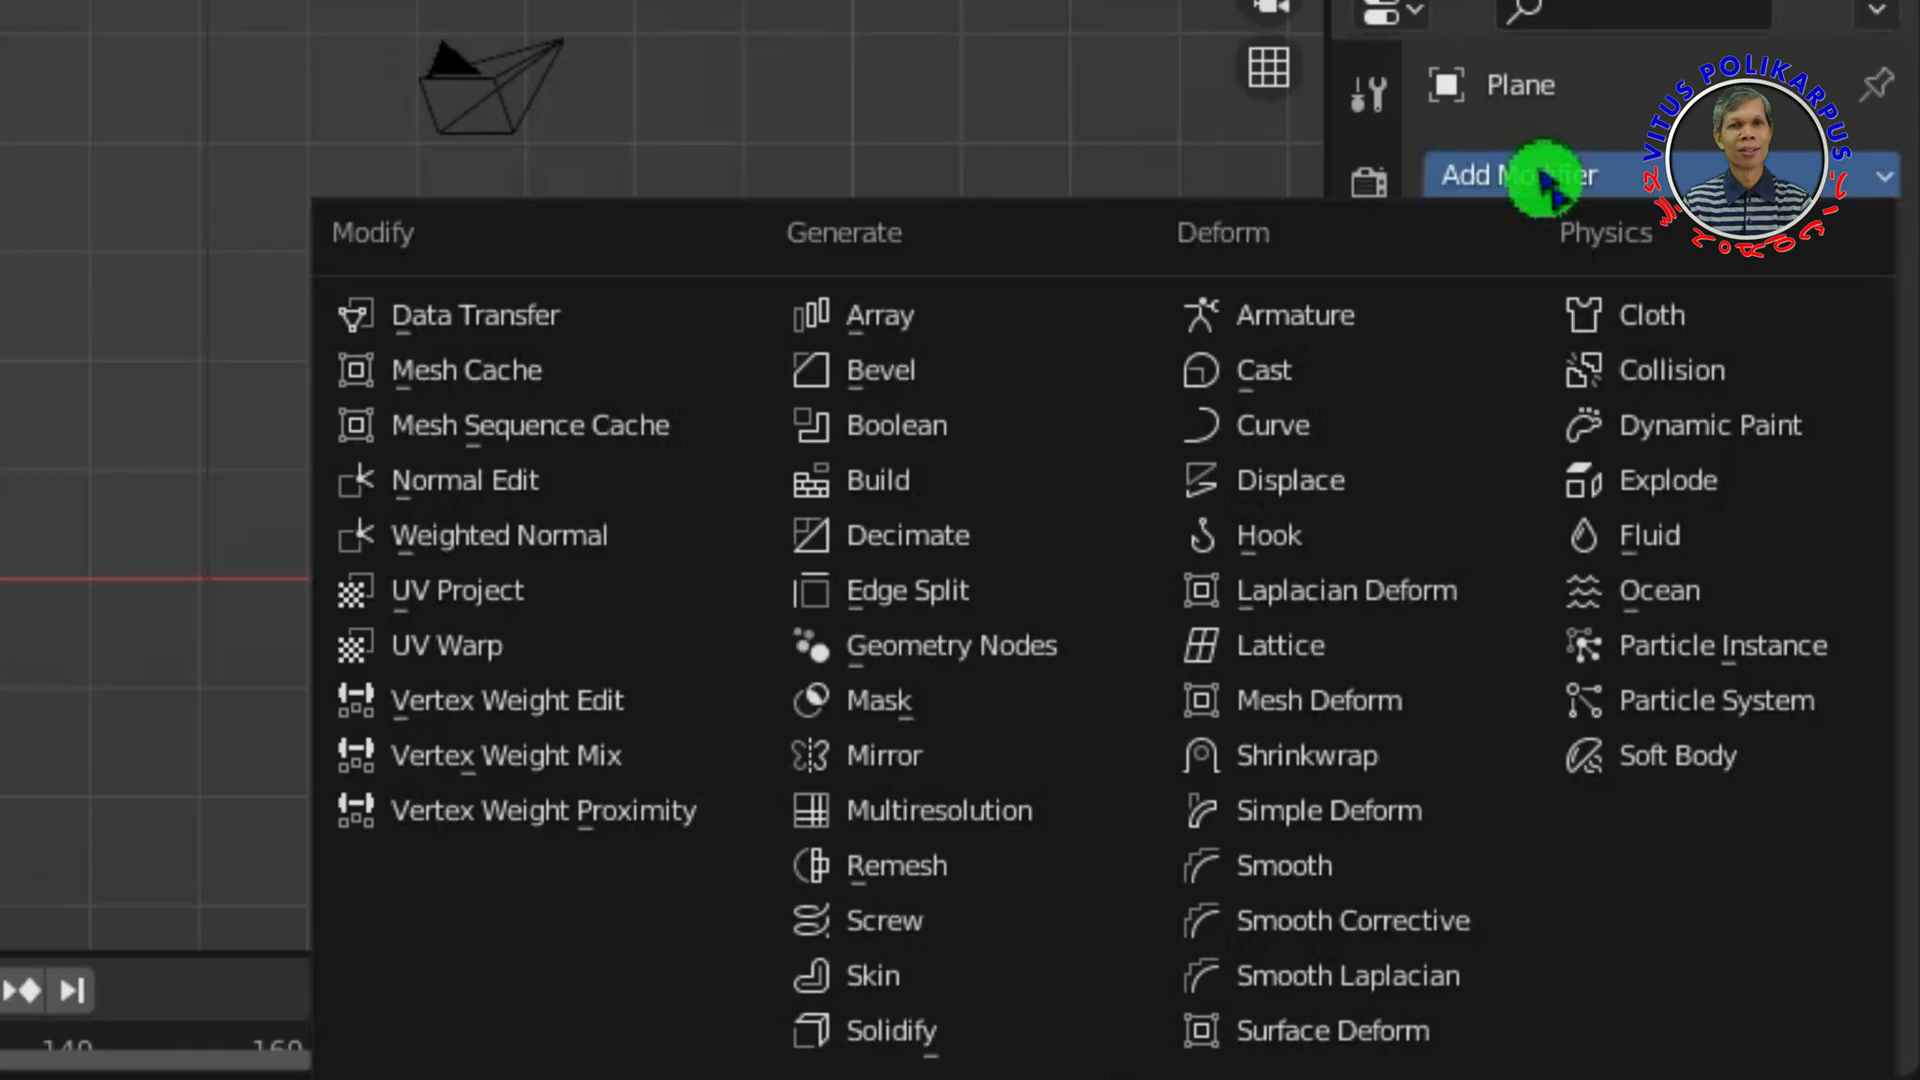 Plane
VITUS POLIKARPUS
Add Modifier
Modify Generate Deform Physics
Data Transfer Array Armature Cloth
Mesh Cache Bevel Cast Collision
Mesh Sequence Cache Boolean Curve Dynamic Paint
Normal Edit Build Displace Explode
Weighted Normal Decimate Hook Fluid
UV Project Edge Split Laplacian Deform Ocean
UV Warp Geometry Nodes Lattice Particle Instance
Vertex Weight Edit Mask Mesh Deform Particle System
Vertex Weight Mix Mirror Shrinkwrap Soft Body
Vertex Weight Proximity Multiresolution Simple Deform
Remesh Smooth
Screw Smooth Corrective
Skin Smooth Laplacian
Solidify Surface Deform
140 160